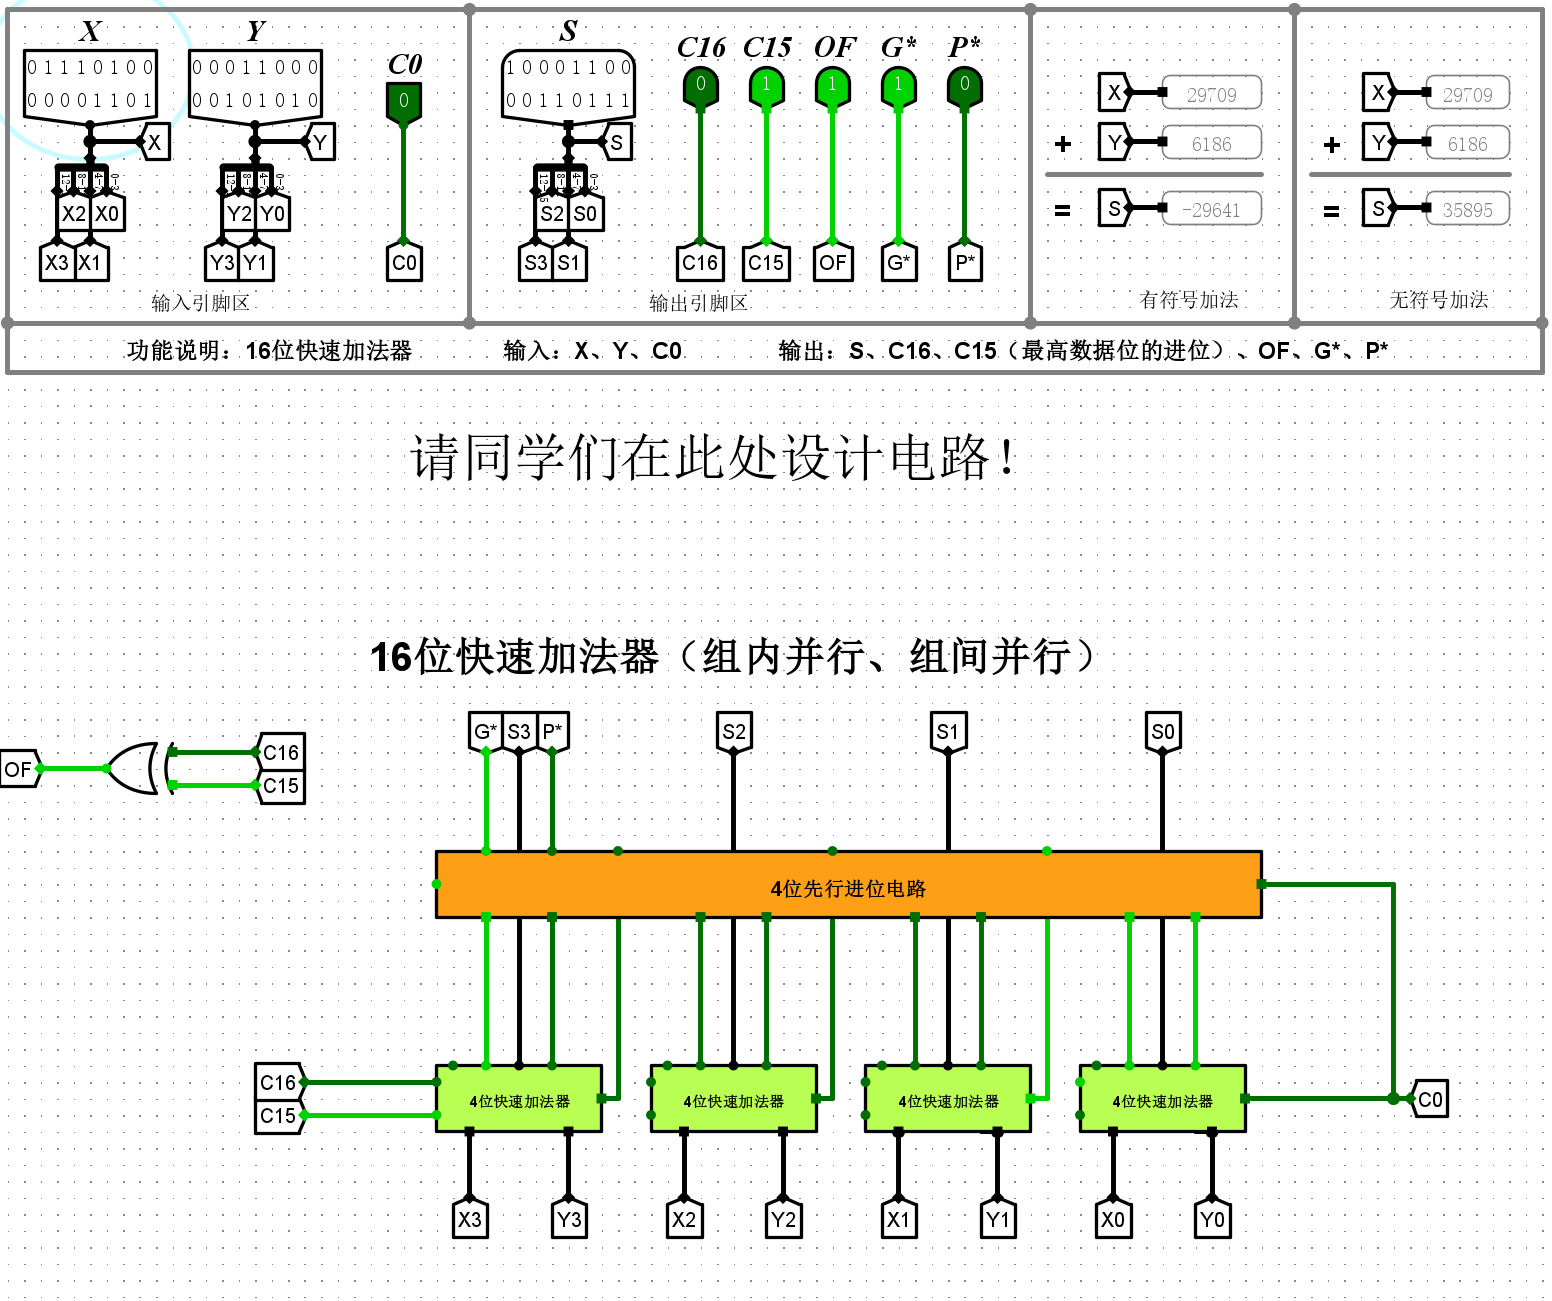 X Y C0 S C16 C15 OF G* P*
0 1 1 1 0 1 0 0
0 0 0 0 1 1 0 1
0 0 0 1 1 0 0 0
0 0 1 0 1 0 1 0
0
1 0 0 0 1 1 0 0
0 0 1 1 0 1 1 1
0 1 1 1 0
X Y S
X2 X0 Y2 Y0 S2 S0
X3 X1 Y3 Y1 C0 S3 S1 C16 C15 OF G* P*
输入引脚区
输出引脚区
X 29709
+ Y 6186
= S -29641
有符号加法
X 29709
+ Y 6186
= S 35895
无符号加法
功能说明：16位快速加法器 输入：X、Y、C0 输出：S、C16、C15（最高数据位的进位）、OF、G*、P*
请同学们在此处设计电路！
16位快速加法器（组内并行、组间并行）
G* S3 P* S2 S1 S0
OF C16
C15
4位先行进位电路
C16
C15
4位快速加法器 4位快速加法器 4位快速加法器 4位快速加法器 C0
X3 Y3 X2 Y2 X1 Y1 X0 Y0